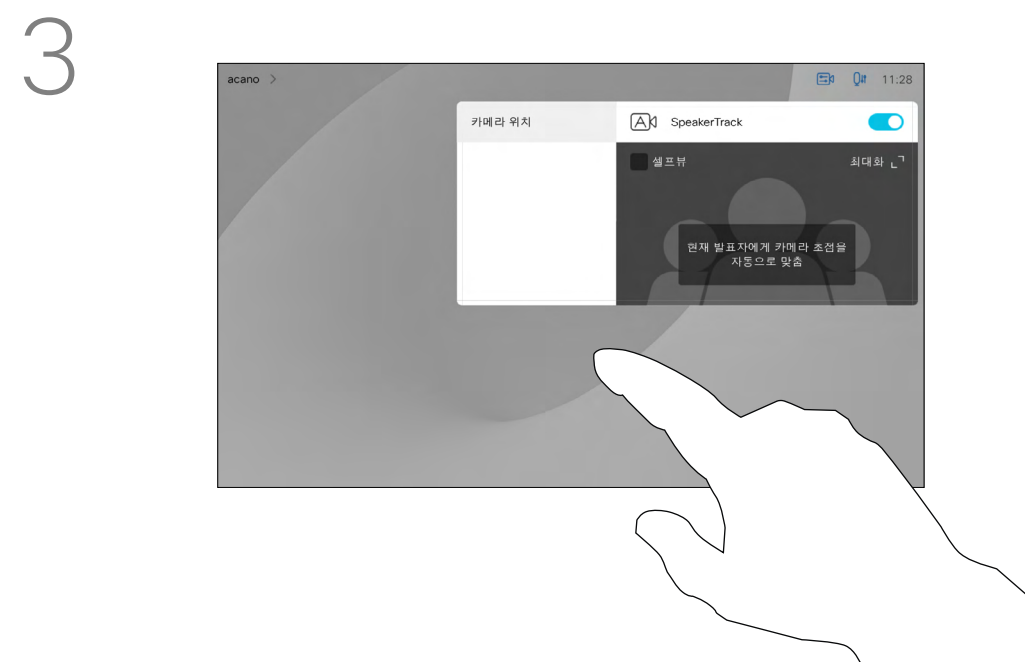 3
acano >
11:28
카메라 위치
SpeakerTrack
셀프뷰
최대화
현재 발표자에게 카메라 초점을
자동으로 맞춤